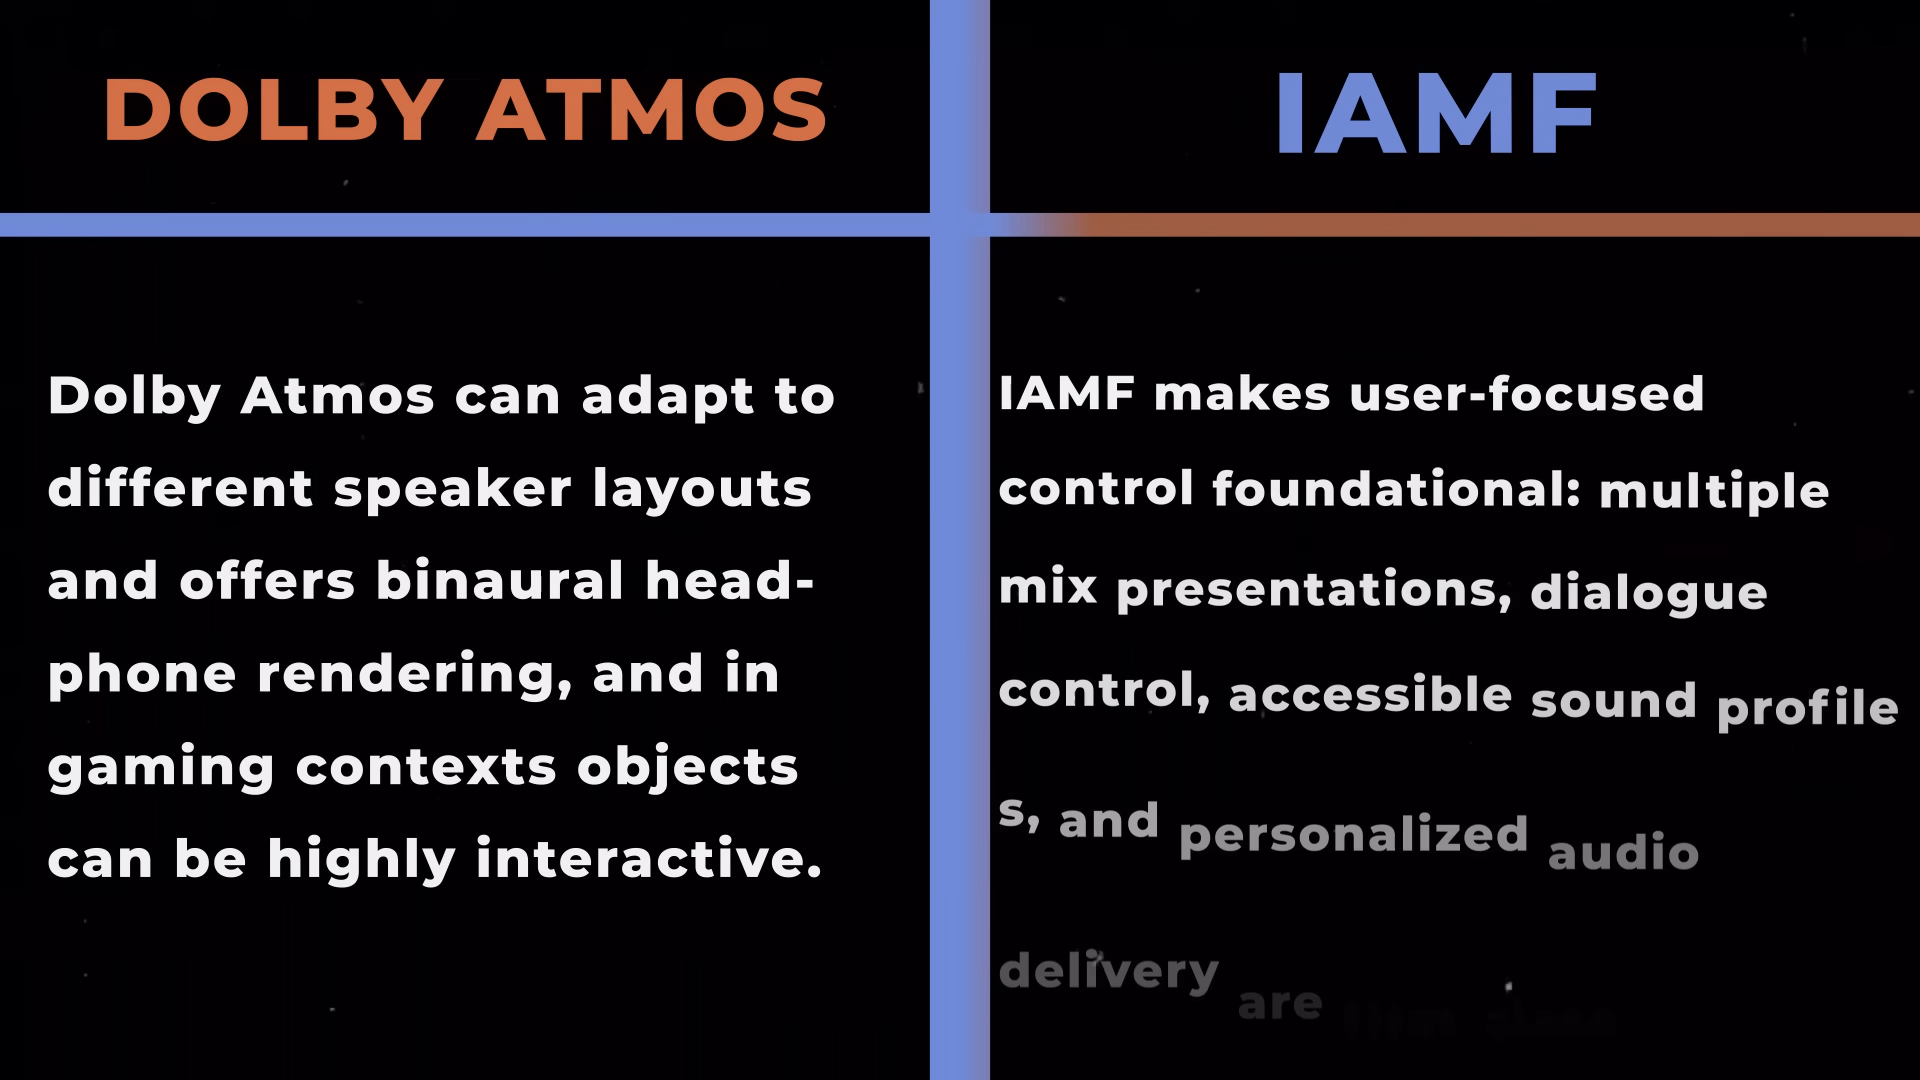 DOLBY ATMOS
Dolby Atmos can adapt to
different speaker layouts
and offers binaural head-
phone rendering, and in
gaming contexts objects
can be highly interactive.
IAMF
IAMF makes user-focused
control foundational: multiple
mix presentations, dialogue
control, accessible sound profile
s, and personalized audio
delivery are